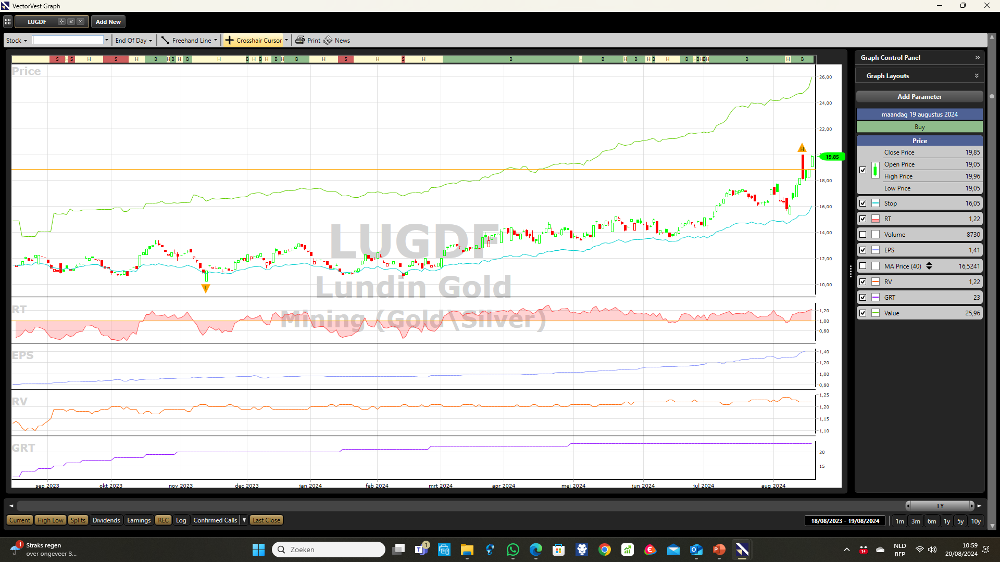 VectorVest Graph
LUGDF
Add New
Stock
End Of Day
Freehand Line
Crosshair Cursor
Print
News
S H S H S H B H B H B H B H B H B H B H S H S H B H B H B H B H B H B H B H B H B
Price
26,00
24,00
22,00
H
19,85
18,00
16,00
14,00
12,00
10,00
L
LUGDF
Lundin Gold
Mining (Gold\Silver)
RT
1,20
1,00
0,80
EPS
1,40
1,20
1,00
0,80
RV
1,25
1,20
1,15
1,10
GRT
20
15
sep 2023 okt 2023 nov 2023 dec 2023 jan 2024 feb 2024 mrt 2024 apr 2024 mei 2024 jun 2024 jul 2024 aug 2024
Graph Control Panel
Graph Layouts
Add Parameter
maandag 19 augustus 2024
Buy
Price
Close Price 19,85
Open Price 19,05
High Price 19,96
Low Price 19,05
Stop 16,05
RT 1,22
Volume 8730
EPS 1,41
MA Price (40) 16,5241
RV 1,22
GRT 23
Value 25,96
1 Y
Current High Low Splits Dividends Earnings REC Log Confirmed Calls Last Close
18/08/2023 - 19/08/2024 1m 3m 6m 1y 5y 10y
1
Straks regen
over ongeveer 3...
Zoeken
1
14
NLD
BEP
10:59
20/08/2024